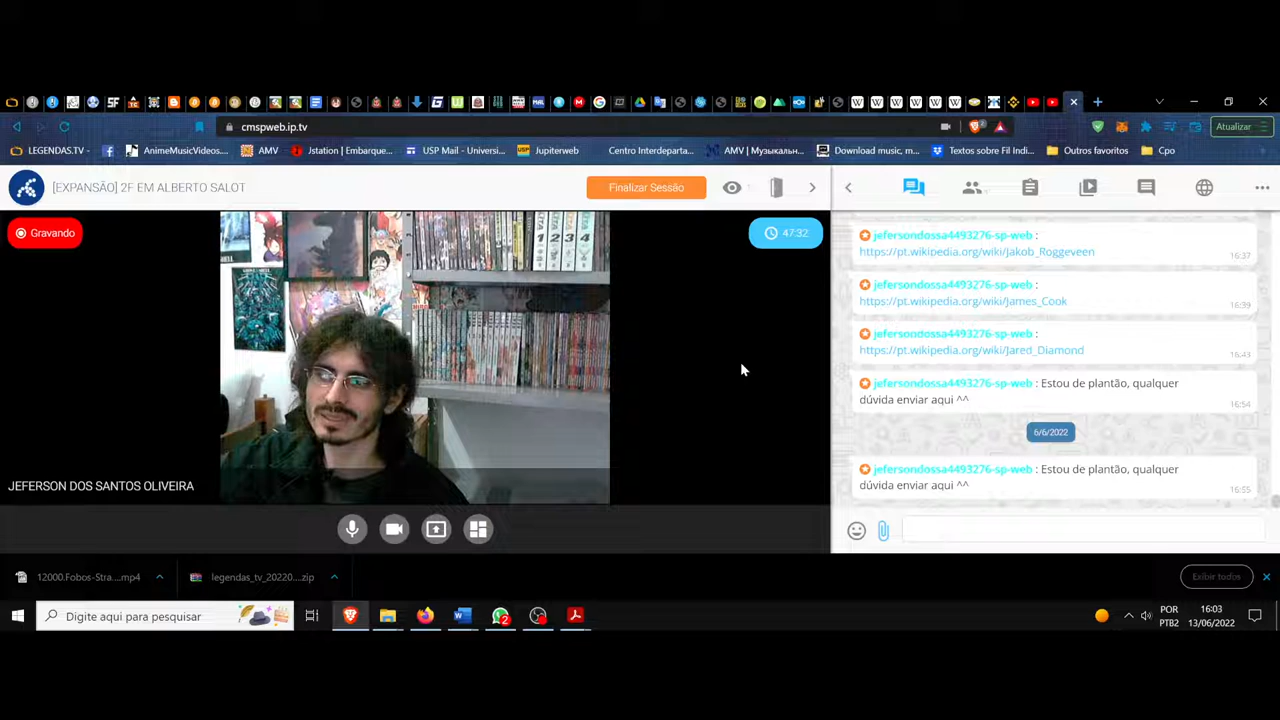 cmspweb.ip.tv
Atualizar
LEGENDAS.TV
AnimeMusicVideos...
AMV
Jstation | Embarque...
USP Mail - Universi...
Jupiterweb
Centro Interdeparta...
AMV | Музыкальн...
Download music, m...
Textos sobre Fil Indi...
Outros favoritos
Cpo
[EXPANSÃO] 2F EM ALBERTO SALOT
Finalizar Sessão
Gravando
47:32
JEFERSON DOS SANTOS OLIVEIRA
jefersondossa4493276-sp-web :
https://pt.wikipedia.org/wiki/Jakob_Roggeveen
16:37
jefersondossa4493276-sp-web :
https://pt.wikipedia.org/wiki/James_Cook
16:39
jefersondossa4493276-sp-web :
https://pt.wikipedia.org/wiki/Jared_Diamond
16:43
jefersondossa4493276-sp-web : Estou de plantão, qualquer
dúvida enviar aqui ^^
16:54
6/6/2022
jefersondossa4493276-sp-web : Estou de plantão, qualquer
dúvida enviar aqui ^^
16:55
12000.Fobos-Stra....mp4
legendas_tv_20220....zip
Exibir todos
Digite aqui para pesquisar
POR
PTB2
16:03
13/06/2022